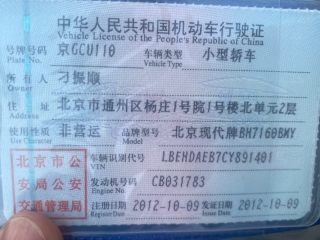 中华人民共和国机动车行驶证
Vehicle License of the People's Republic of China
号牌号码 京GCU110 车辆类型 小型轿车
Plate No. Vehicle Type
所有人 刁振顺
Owner
住址 北京市通州区杨庄1号院1号楼北单元2层
Address
使用性质 非营运 品牌型号 北京现代牌BH7160BMY
北京市公
安局公安
交通管理局
车辆识别代号 LBEHDAEB7CY891401
VIN
发动机号码 CB031783
Engine No.
注册日期 2012-10-09 发证日期 2012-10-09
Register Date Issue Date